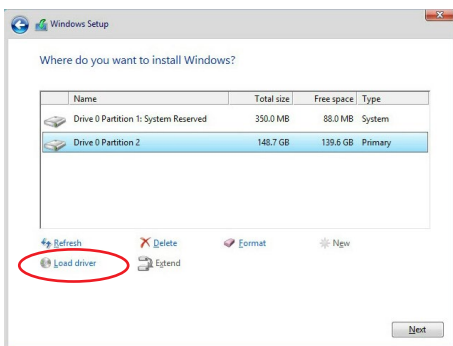 Windows Setup
Where do you want to install Windows?
Name Total size Free space Type
Drive 0 Partition 1: System Reserved 350.0 MB 88.0 MB System
Drive 0 Partition 2 148.7 GB 139.6 GB Primary
Refresh Delete Format New
Load driver Extend
Next